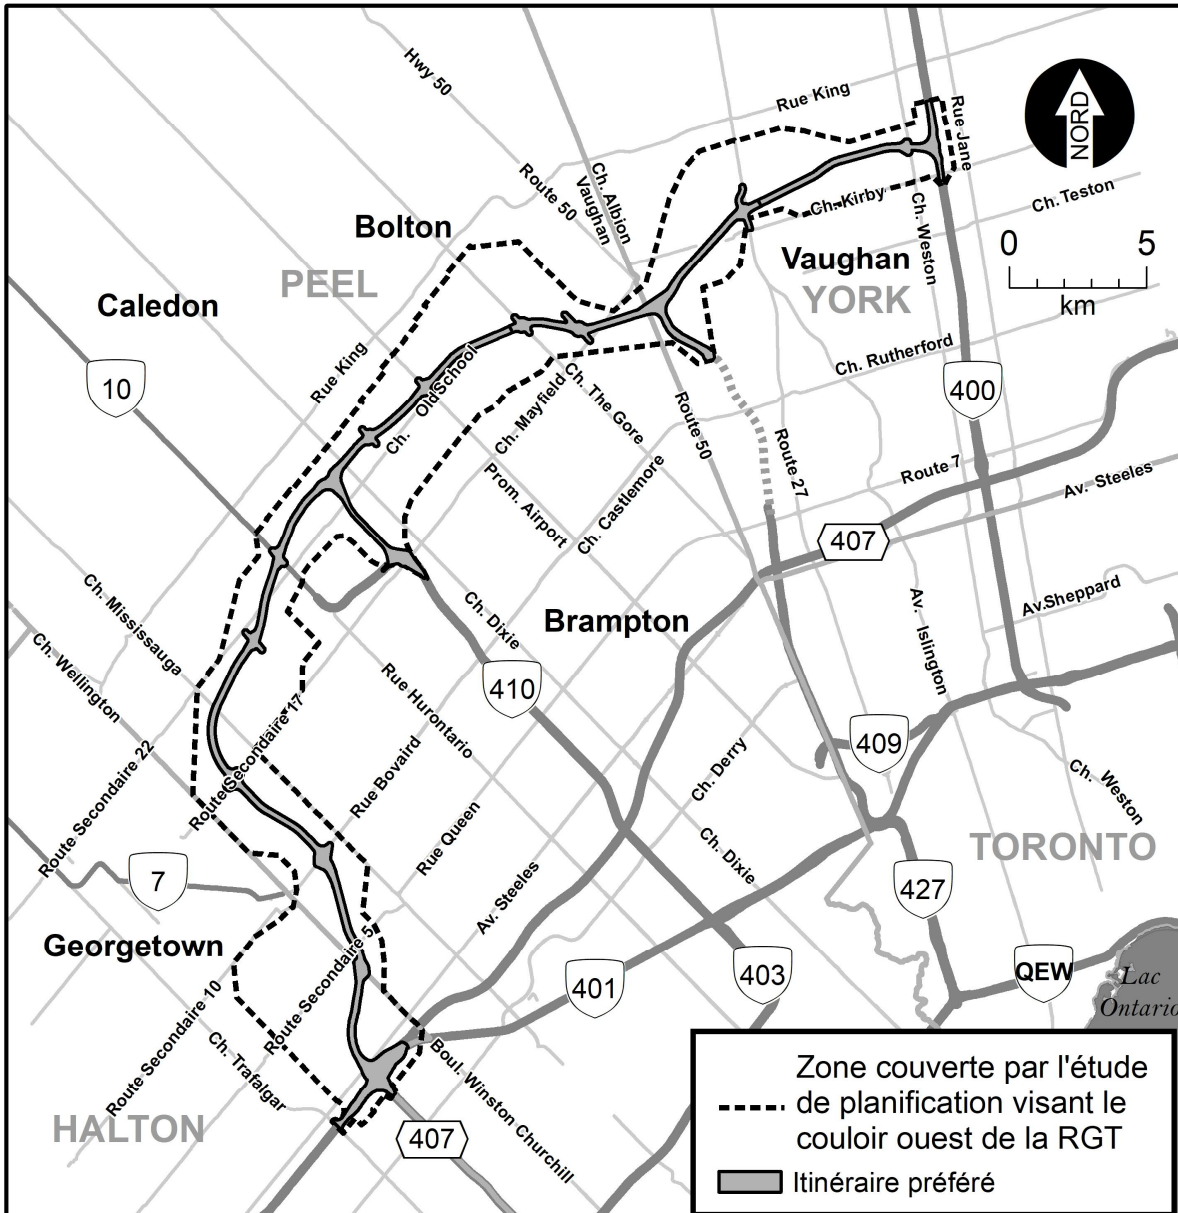 Hwy 50
Rue King
Rue Jane
NORD
Route 50
Ch. Albion
Vaughan
Ch. Kirby
Ch. Weston
Ch. Teston
Bolton
PEEL
Vaughan
YORK
0 5
km
Caledon
Rue King
10
Ch. Old School
Ch. Mayfield
Ch. The Gore
Route 50
Ch. Rutherford
400
Route 27
Route 7
Av. Steeles
Prom. Airport
Ch. Castlemore
407
Ch. Mississauga
Ch. Wellington
Ch. Dixie
Brampton
Av. Islington
Av.Sheppard
Rue Hurontario
410
Route Secondaire 17
Route Secondaire 22
Rue Bovaird
Rue Queen
Ch. Derry
409
Ch. Weston
Ch. Dixie
TORONTO
7
427
Av. Steeles
Georgetown
Route Secondaire 5
Route Secondaire 10
401
403
QEW
Lac
Ontario
Ch. Trafalgar
Boul. Winston Churchill
HALTON
407
Zone couverte par l'étude
de planification visant le
couloir ouest de la RGT
Itinéraire préféré